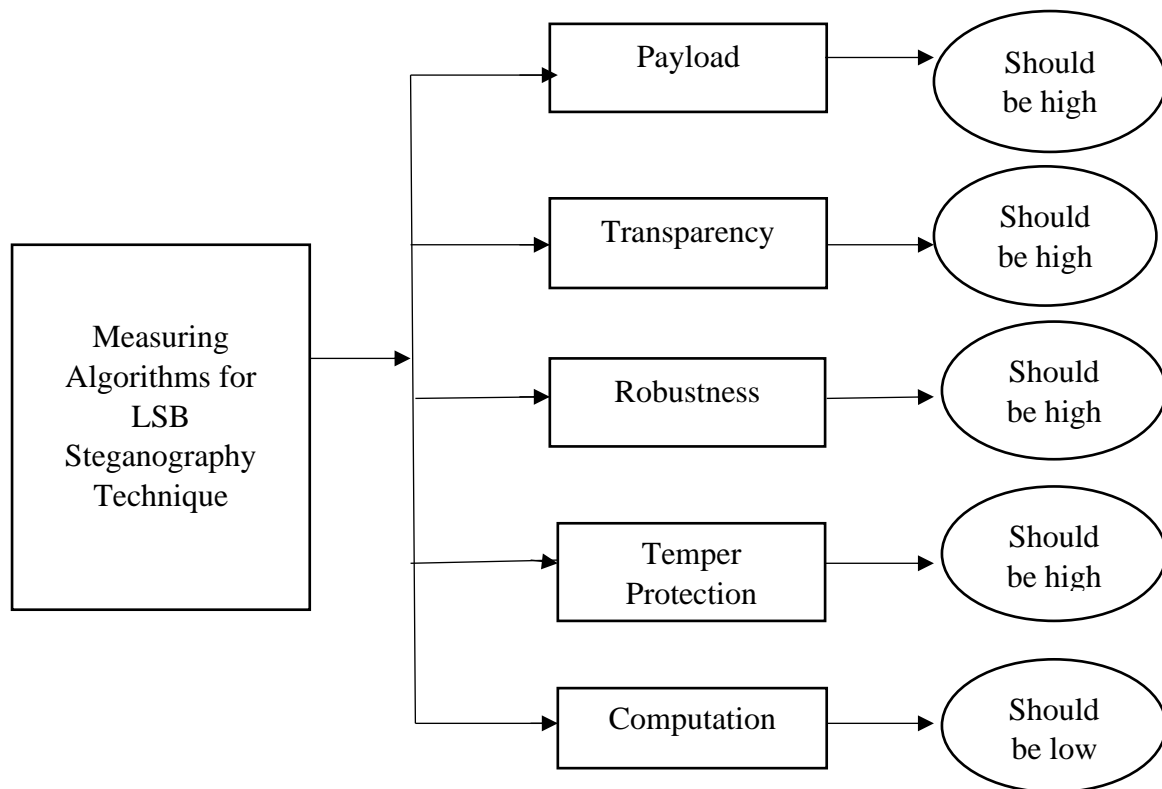 Payload
Should
be high
Transparency
Should
be high
Measuring
Algorithms for
LSB
Steganography
Technique
Robustness
Should
be high
Temper
Protection
Should
be high
Computation
Should
be low